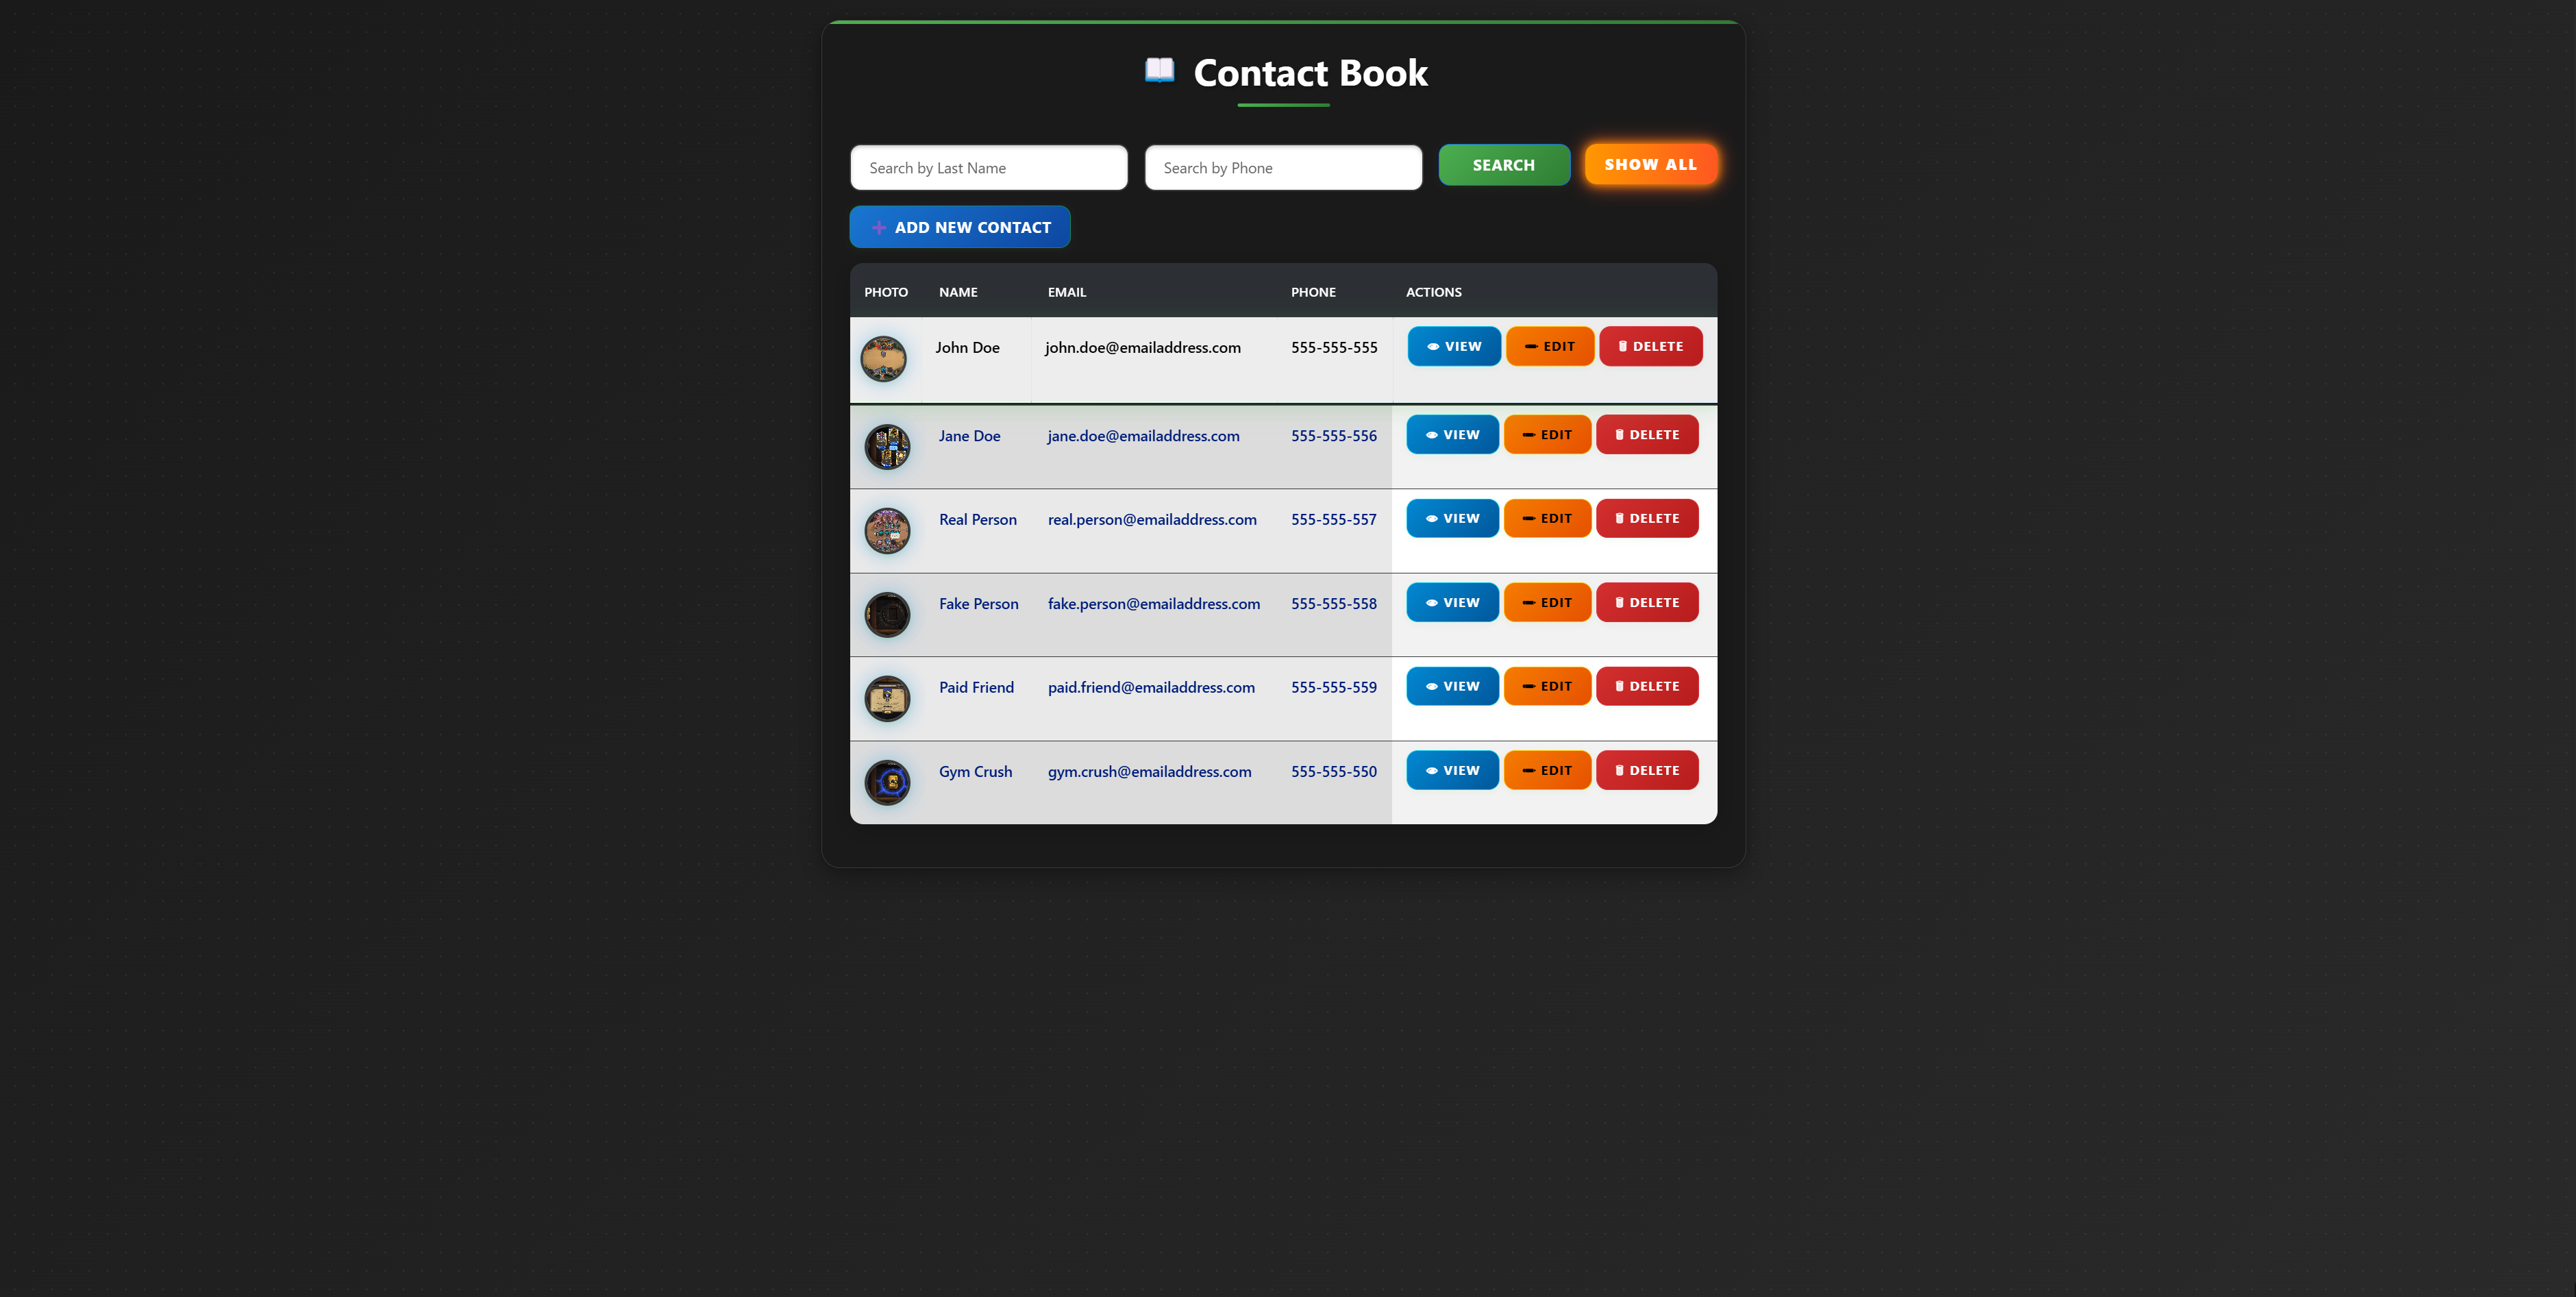 Contact Book
Search by Last Name Search by Phone SEARCH SHOW ALL
ADD NEW CONTACT
PHOTO NAME EMAIL PHONE ACTIONS
John Doe john.doe@emailaddress.com 555-555-555 VIEW EDIT DELETE
Jane Doe jane.doe@emailaddress.com 555-555-556 VIEW EDIT DELETE
Real Person real.person@emailaddress.com 555-555-557 VIEW EDIT DELETE
Fake Person fake.person@emailaddress.com 555-555-558 VIEW EDIT DELETE
Paid Friend paid.friend@emailaddress.com 555-555-559 VIEW EDIT DELETE
Gym Crush gym.crush@emailaddress.com 555-555-550 VIEW EDIT DELETE